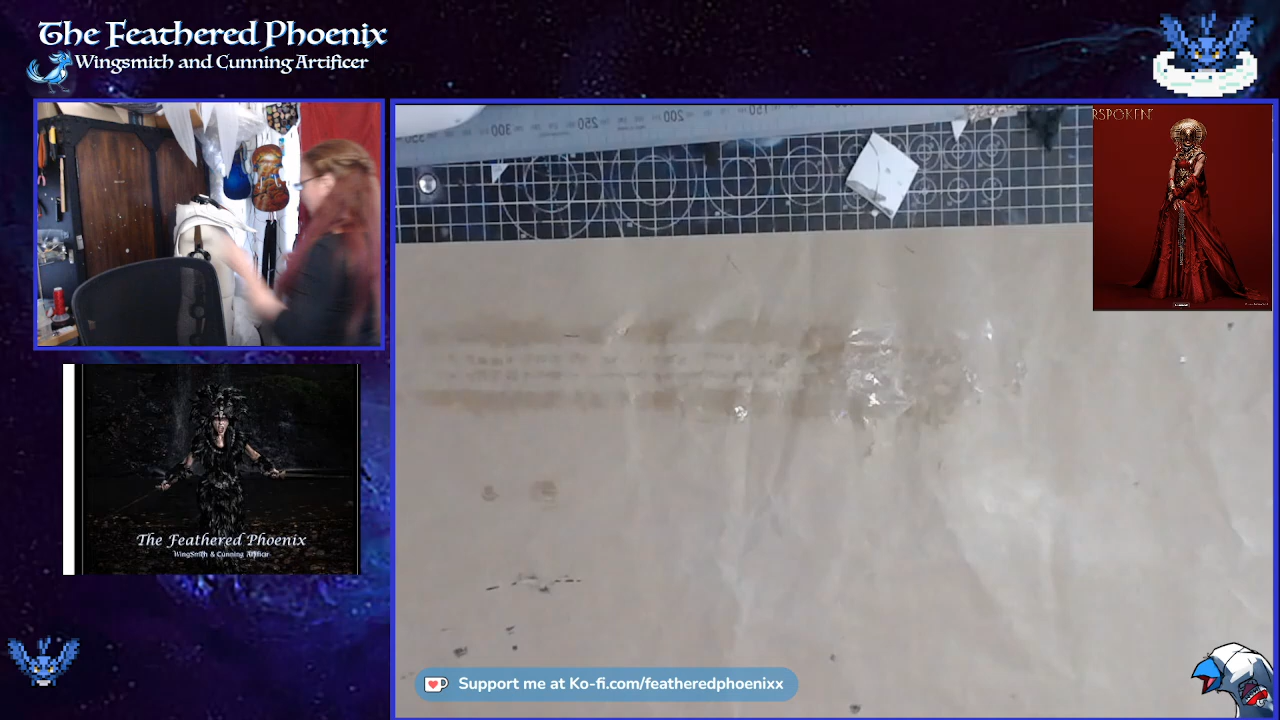 The Feathered Phoenix
Wingsmith and Cunning Artificer
300
250
200
150
RSPOKEN
The Feathered Phoenix
WingSmith & Cunning Artificer
Support me at Ko-fi.com/featheredphoenixx